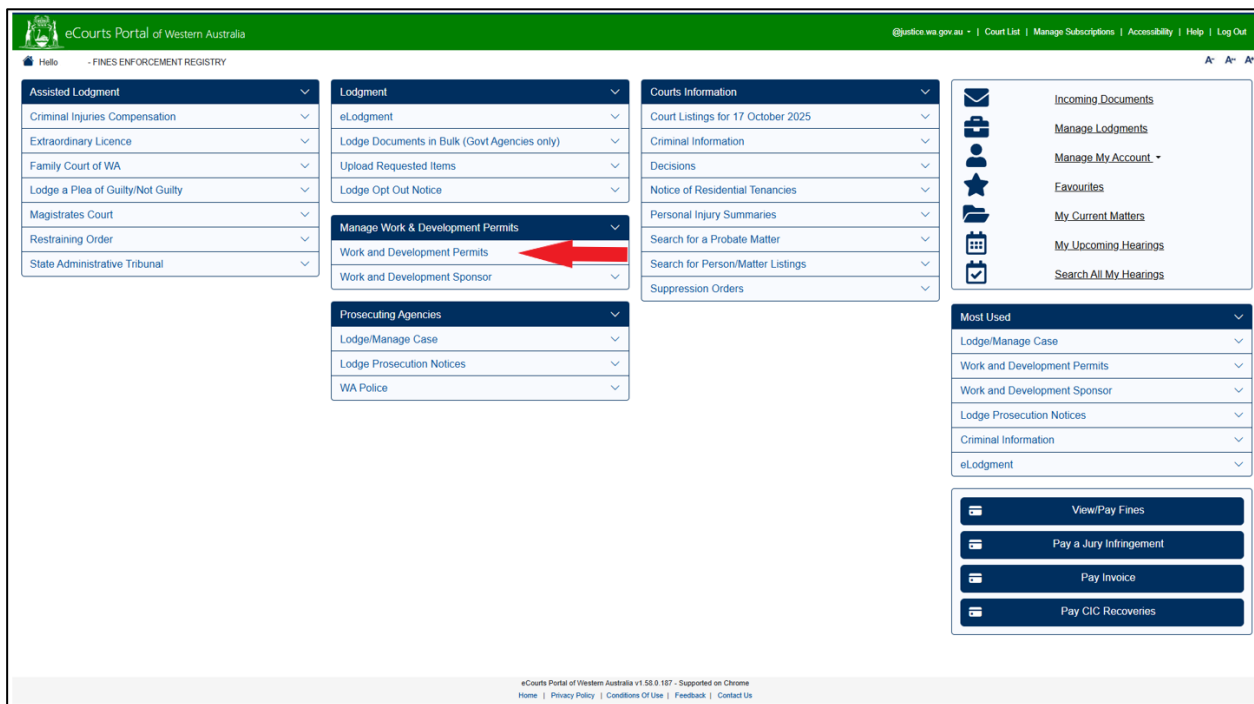 eCourts Portal of Western Australia
@justice.wa.gov.au | Court List | Manage Subscriptions | Accessibility | Help | Log Out
Hello - FINES ENFORCEMENT REGISTRY
A- A↔ A+
Assisted Lodgment
Criminal Injuries Compensation
Extraordinary Licence
Family Court of WA
Lodge a Plea of Guilty/Not Guilty
Magistrates Court
Restraining Order
State Administrative Tribunal
Lodgment
eLodgment
Lodge Documents in Bulk (Govt Agencies only)
Upload Requested Items
Lodge Opt Out Notice
Manage Work & Development Permits
Work and Development Permits
Work and Development Sponsor
Prosecuting Agencies
Lodge/Manage Case
Lodge Prosecution Notices
WA Police
Courts Information
Court Listings for 17 October 2025
Criminal Information
Decisions
Notice of Residential Tenancies
Personal Injury Summaries
Search for a Probate Matter
Search for Person/Matter Listings
Suppression Orders
Incoming Documents
Manage Lodgments
Manage My Account
Favourites
My Current Matters
My Upcoming Hearings
Search All My Hearings
Most Used
Lodge/Manage Case
Work and Development Permits
Work and Development Sponsor
Lodge Prosecution Notices
Criminal Information
eLodgment
View/Pay Fines
Pay a Jury Infringement
Pay Invoice
Pay CIC Recoveries
eCourts Portal of Western Australia v1.58.0.187 - Supported on Chrome
Home | Privacy Policy | Conditions Of Use | Feedback | Contact Us